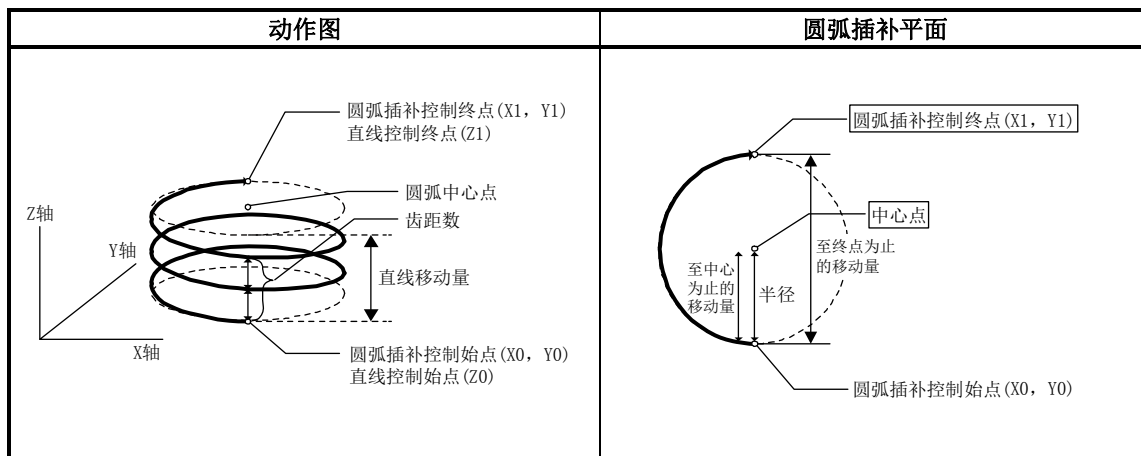 动作图
圆弧插补平面
圆弧插补控制终点(X1，Y1)
直线控制终点(Z1)
圆弧中心点
齿距数
Z轴
Y轴
直线移动量
X轴
圆弧插补控制始点(X0，Y0)
直线控制始点(Z0)
圆弧插补控制终点(X1，Y1)
中心点
至终点为止
的移动量
至中心
为止的
移动量
半径
圆弧插补控制始点(X0，Y0)